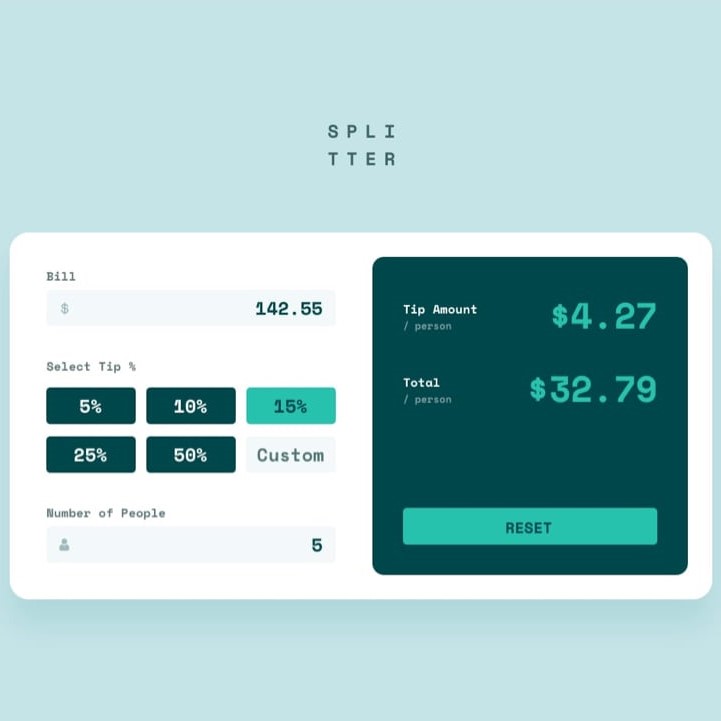 SPLI
TTER
Bill
$ 142.55
Select Tip %
5% 10% 15%
25% 50% Custom
Number of People
5
Tip Amount
/ person
$4.27
Total
/ person
$32.79
RESET